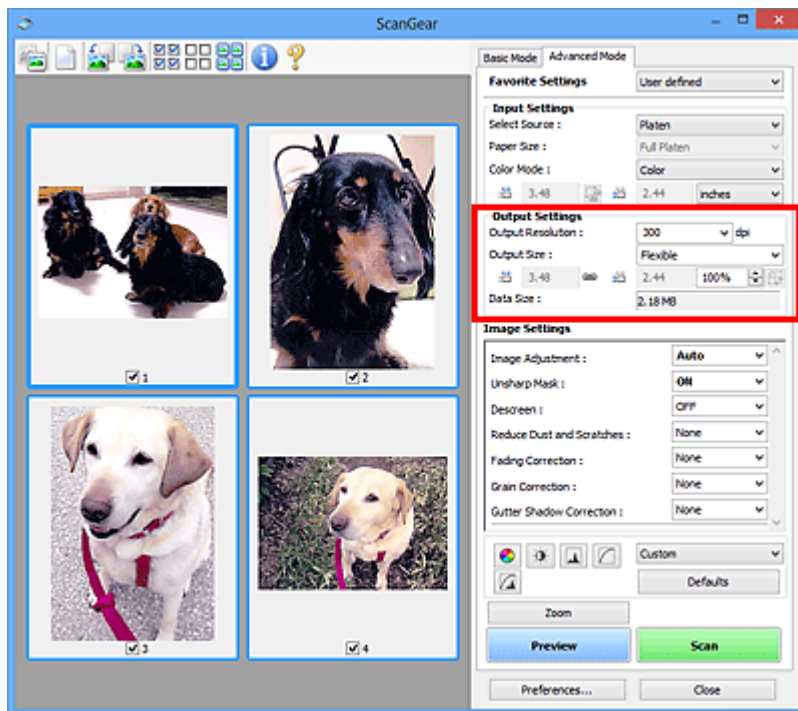 ScanGear
Basic Mode Advanced Mode
Favorite Settings User defined
Input Settings
Select Source : Platen
Paper Size : Full Platen
Color Mode : Color
3.48 2.44 inches
Output Settings
Output Resolution : 300 dpi
Output Size : Flexible
3.48 2.44 100%
Data Size : 2.18 MB
Image Settings
Image Adjustment : Auto
Unsharp Mask : ON
Descreen : OFF
Reduce Dust and Scratches : None
Fading Correction : None
Grain Correction : None
Gutter Shadow Correction : None
Custom
Defaults
Zoom
Preview Scan
Preferences... Close
1
2
3
4